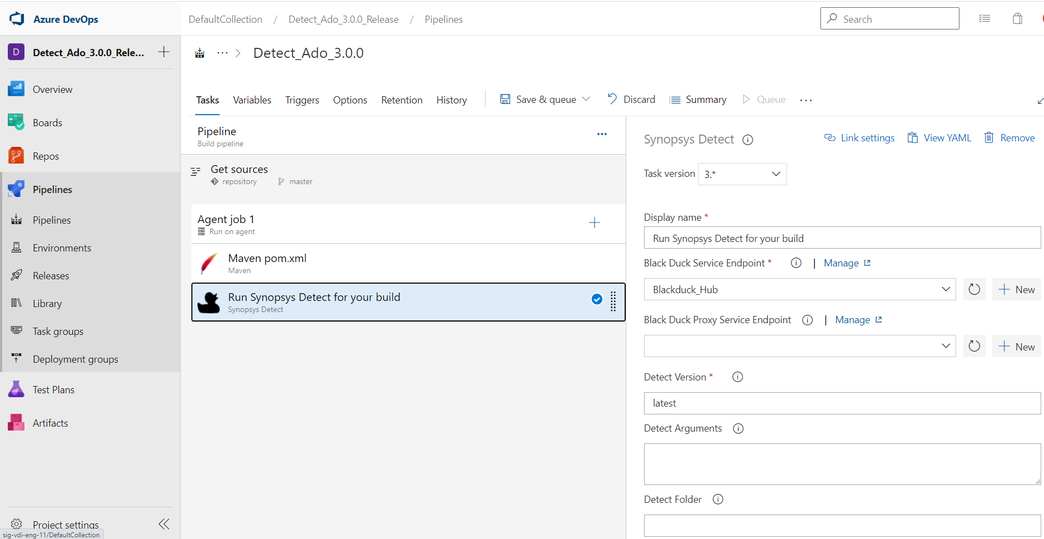 Azure DevOps
DefaultCollection / Detect_Ado_3.0.0_Release / Pipelines
Search
D Detect_Ado_3.0.0_Rele... +
Overview
Boards
Repos
Pipelines
Pipelines
Environments
Releases
Library
Task groups
Deployment groups
Test Plans
Artifacts
Project settings
sig-vdi-eng-11/DefaultCollection
... > Detect_Ado_3.0.0
Tasks Variables Triggers Options Retention History Save & queue Discard Summary Queue ...
Pipeline
Build pipeline
Get sources
repository master
Agent job 1
Run on agent
Maven pom.xml
Maven
Run Synopsys Detect for your build
Synopsys Detect
Synopsys Detect Link settings View YAML Remove
Task version 3.*
Display name *
Run Synopsys Detect for your build
Black Duck Service Endpoint * | Manage
Blackduck_Hub + New
Black Duck Proxy Service Endpoint | Manage
+ New
Detect Version *
latest
Detect Arguments
Detect Folder